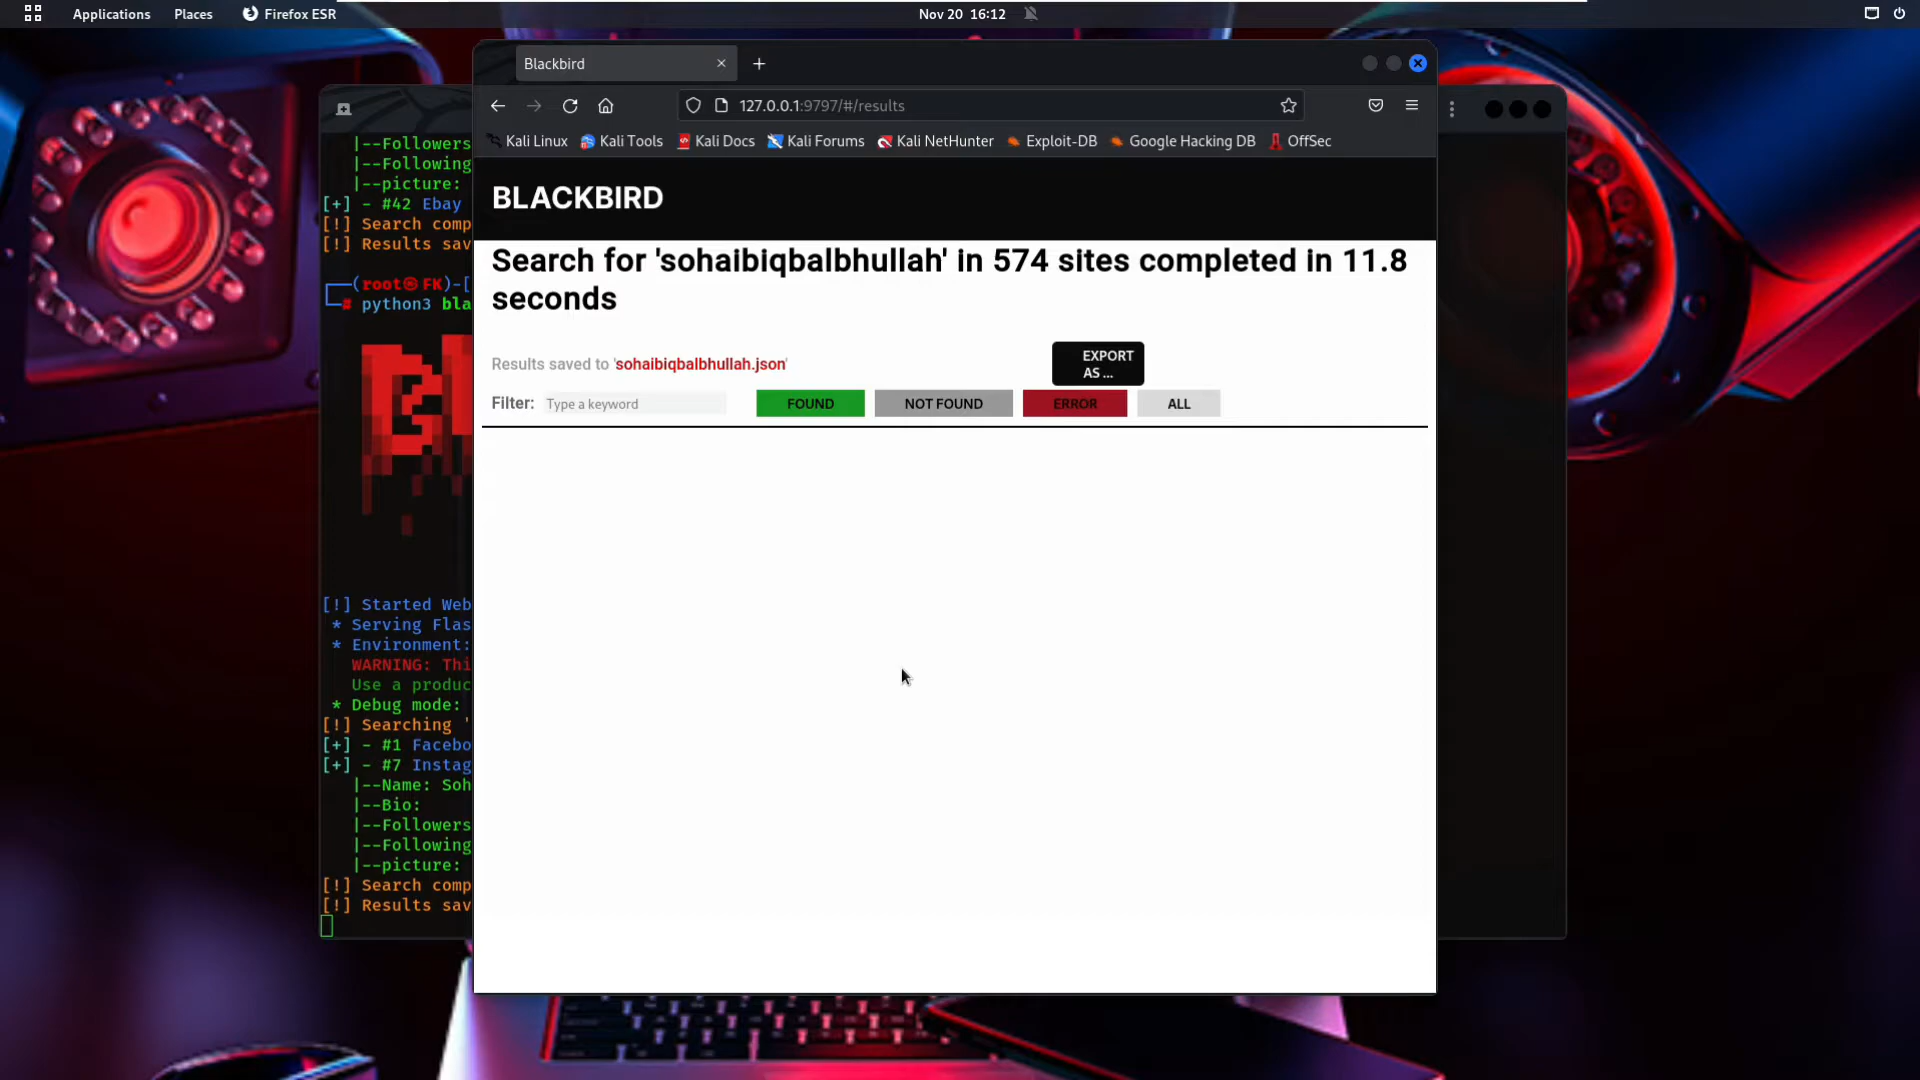 Applications Places Firefox ESR Nov 20 16:12
Blackbird
127.0.0.1:9797/#/results
Kali Linux Kali Tools Kali Docs Kali Forums Kali NetHunter Exploit-DB Google Hacking DB OffSec
BLACKBIRD
Search for 'sohaibiqbalbhullah' in 574 sites completed in 11.8
seconds
Results saved to 'sohaibiqbalbhullah.json'
EXPORT
AS ...
Filter: Type a keyword FOUND NOT FOUND ERROR ALL
|--Followers
|--Following
|--picture:
[+] - #42 Ebay
[!] Search comp
[!] Results sav
(root㉿FK)-[
# python3 bla
[!] Started Web
* Serving Flas
* Environment:
WARNING: Thi
Use a produc
* Debug mode:
[!] Searching '
[+] - #1 Facebo
[+] - #7 Instag
|--Name: Soh
|--Bio:
|--Followers
|--Following
|--picture:
[!] Search comp
[!] Results sav